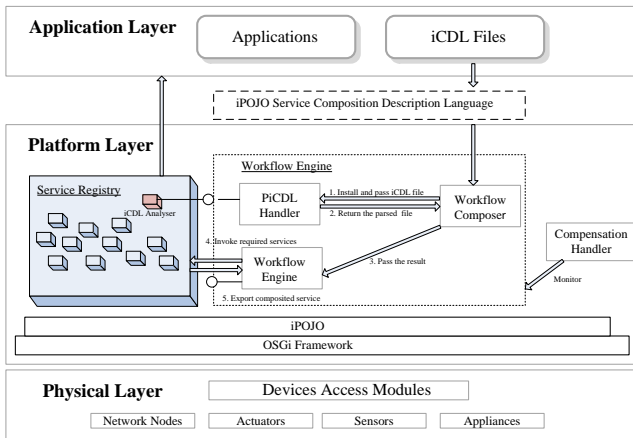 Application Layer
Applications
iCDL Files
iPOJO Service Composition Description Language
Platform Layer
Workflow Engine
Service Registry
iCDL Analyser
PiCDL
Handler
1. Install and pass iCDL file
2. Return the parsed file
Workflow
Composer
Compensation
Handler
4. Invoke required services
Workflow
Engine
3. Pass the result
5. Export composited service
Monitor
iPOJO
OSGi Framework
Physical Layer
Devices Access Modules
Network Nodes
Actuators
Sensors
Appliances